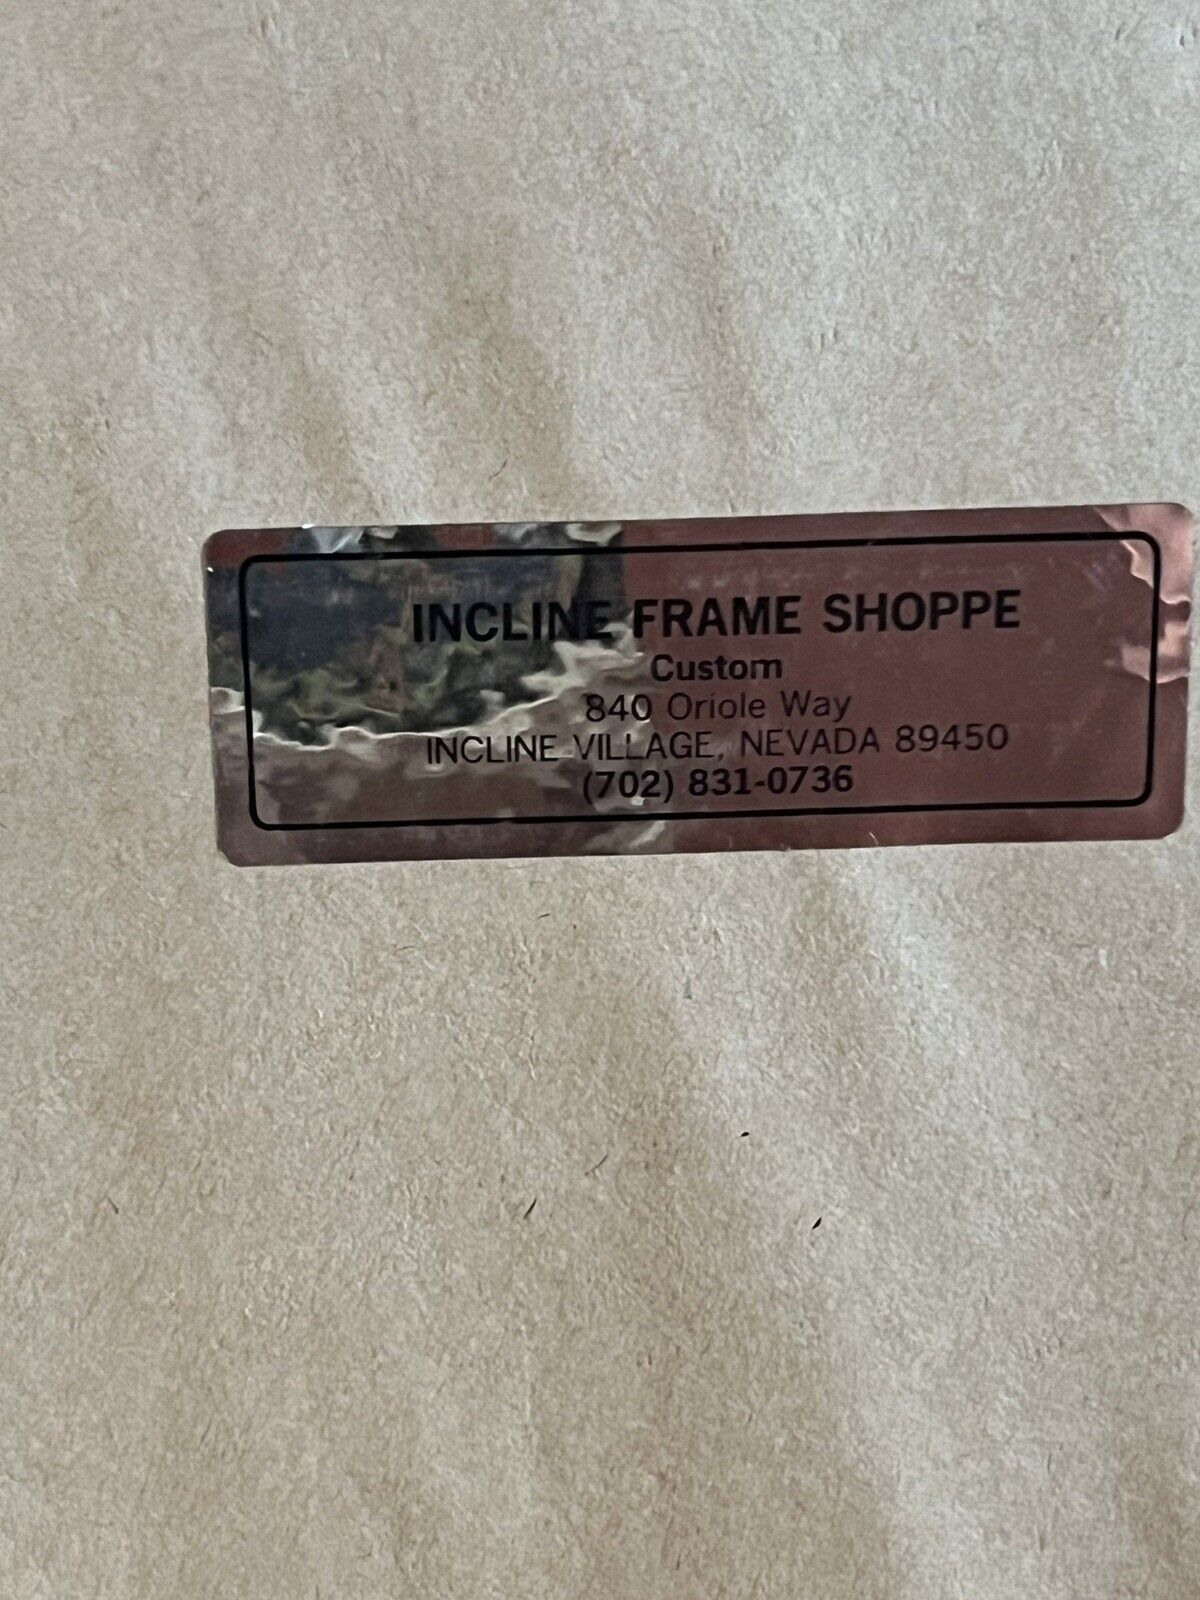 INCLINE FRAME SHOPPE
Custom
840 Oriole Way
INCLINE VILLAGE, NEVADA 89450
(702) 831-0736